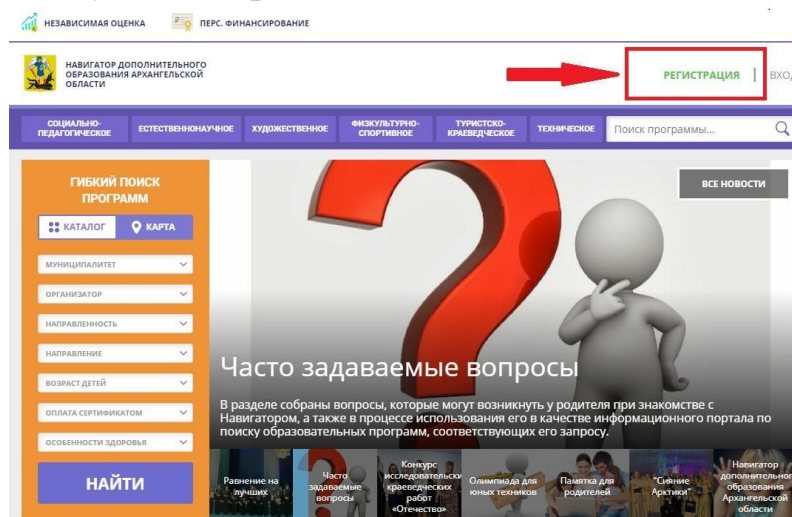 НЕЗАВИСИМАЯ ОЦЕНКА
ПЕРС. ФИНАНСИРОВАНИЕ
НАВИГАТОР ДОПОЛНИТЕЛЬНОГО
ОБРАЗОВАНИЯ АРХАНГЕЛЬСКОЙ
ОБЛАСТИ
РЕГИСТРАЦИЯ | ВХО
СОЦИАЛЬНО-
ПЕДАГОГИЧЕСКОЕ
ЕСТЕСТВЕННОНАУЧНОЕ
ХУДОЖЕСТВЕННОЕ
ФИЗКУЛЬТУРНО-
СПОРТИВНОЕ
ТУРИСТСКО-
КРАЕВЕДЧЕСКОЕ
ТЕХНИЧЕСКОЕ
Поиск программы...
ГИБКИЙ ПОИСК
ПРОГРАММ
КАТАЛОГ
КАРТА
МУНИЦИПАЛИТЕТ
ОРГАНИЗАТОР
НАПРАВЛЕННОСТЬ
НАПРАВЛЕНИЕ
ВОЗРАСТ ДЕТЕЙ
ОПЛАТА СЕРТИФИКАТОМ
ОСОБЕННОСТИ ЗДОРОВЬЯ
НАЙТИ
ВСЕ НОВОСТИ
Часто задаваемые вопросы
В разделе собраны вопросы, которые могут возникнуть у родителя при знакомстве с
Навигатором, а также в процессе использования его в качестве информационного портала по
поиску образовательных программ, соответствующих его запросу.
Равнение на
лучших
Часто
задаваемые
вопросы
Конкурс
исследовательски
краеведческих
работ
«Отечество»
Олимпиада для
юных техников
Памятка для
родителей
"Сияние
Арктики"
Навигатор
дополнительног
образования
Архангельской
области